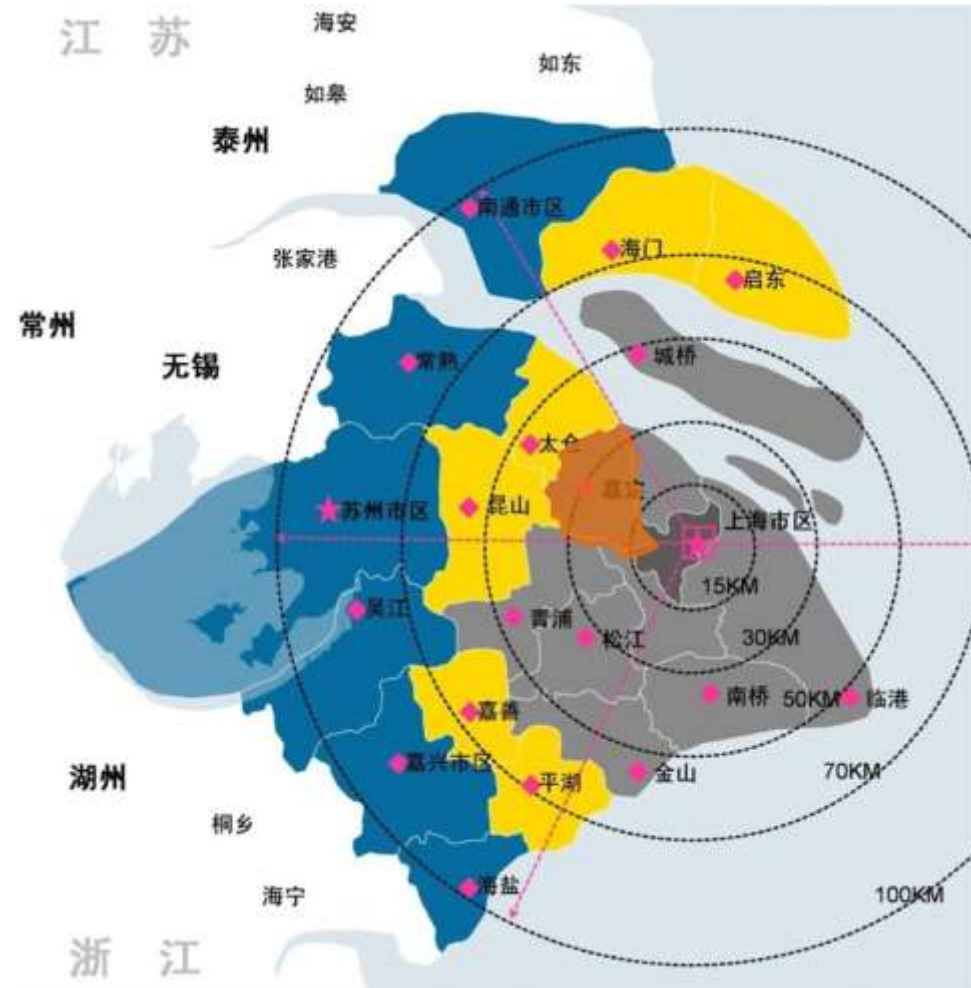 江 苏
海安
如东
如皋
泰州
南通市区
海门
张家港
启东
常州
城桥
无锡
常熟
太仓
嘉定
昆山
苏州市区
上海市区
15KM
吴江
青浦
松江
30KM
南桥
50KM
临港
嘉善
嘉兴市区
金山
70KM
湖州
平湖
桐乡
海盐
海宁
100KM
浙 江